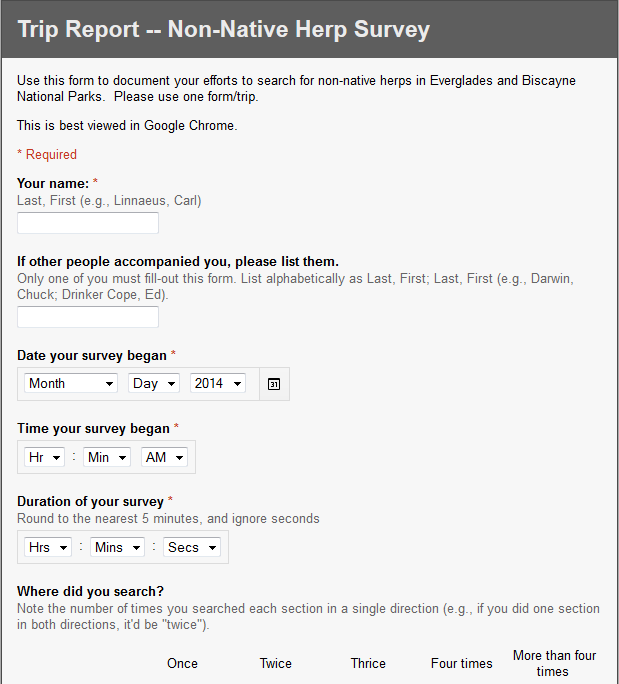 Trip Report -- Non-Native Herp Survey
Use this form to document your efforts to search for non-native herps in Everglades and Biscayne
National Parks.  Please use one form/trip.
This is best viewed in Google Chrome.
* Required
Your name: *
Last, First (e.g., Linnaeus, Carl)
If other people accompanied you, please list them.
Only one of you must fill-out this form. List alphabetically as Last, First; Last, First (e.g., Darwin,
Chuck; Drinker Cope, Ed).
Date your survey began *
Month Day 2014 31
Time your survey began *
Hr : Min AM
Duration of your survey *
Round to the nearest 5 minutes, and ignore seconds
Hrs : Mins : Secs
Where did you search?
Note the number of times you searched each section in a single direction (e.g., if you did one section
in both directions, it'd be "twice").
Once Twice Thrice Four times More than four
times